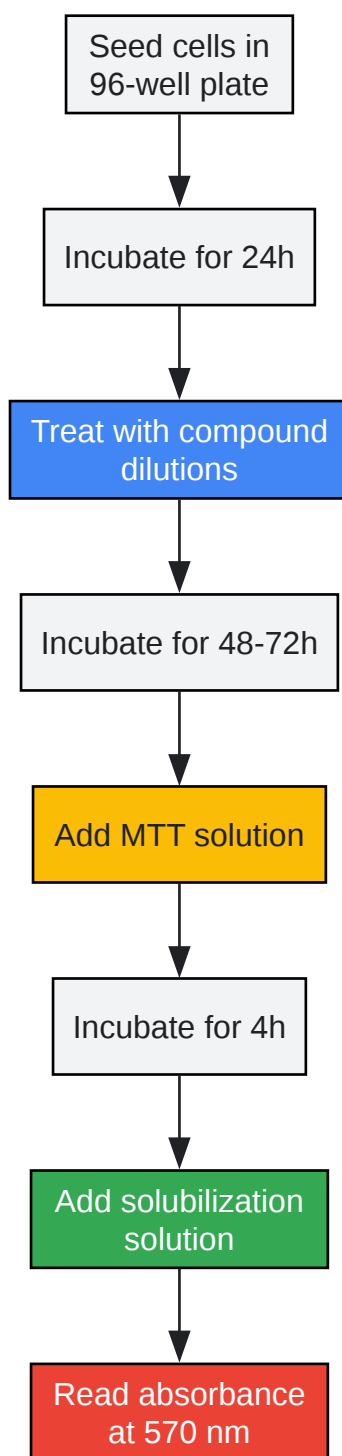 Seed cells in
96-well plate
Incubate for 24h
Treat with compound
dilutions
Incubate for 48-72h
Add MTT solution
Incubate for 4h
Add solubilization
solution
Read absorbance
at 570 nm